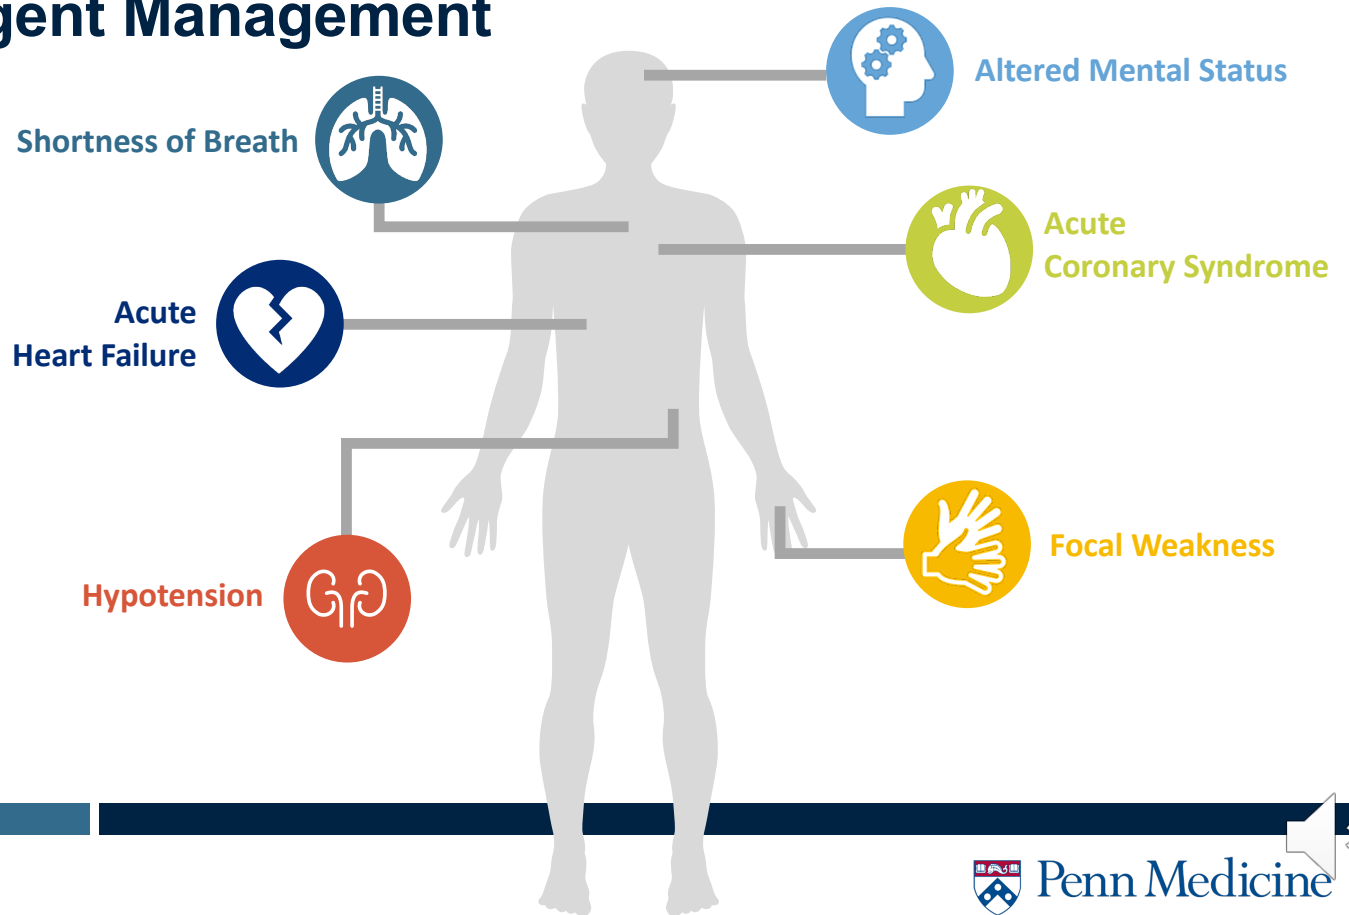 gent Management
Altered Mental Status
Shortness of Breath
Acute
Coronary Syndrome
Acute
Heart Failure
Focal Weakness
Hypotension
Penn Medicine